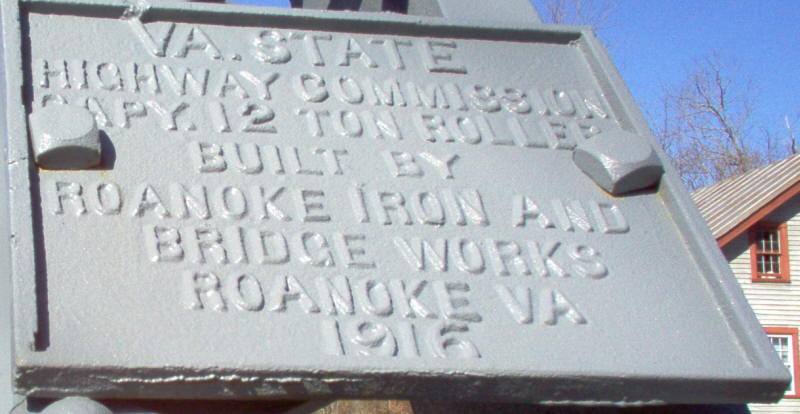 VA. STATE
HIGHWAY COMMISSION
CAPY. 12 TON ROLLER
BUILT BY
ROANOKE IRON AND
BRIDGE WORKS
ROANOKE VA
1916